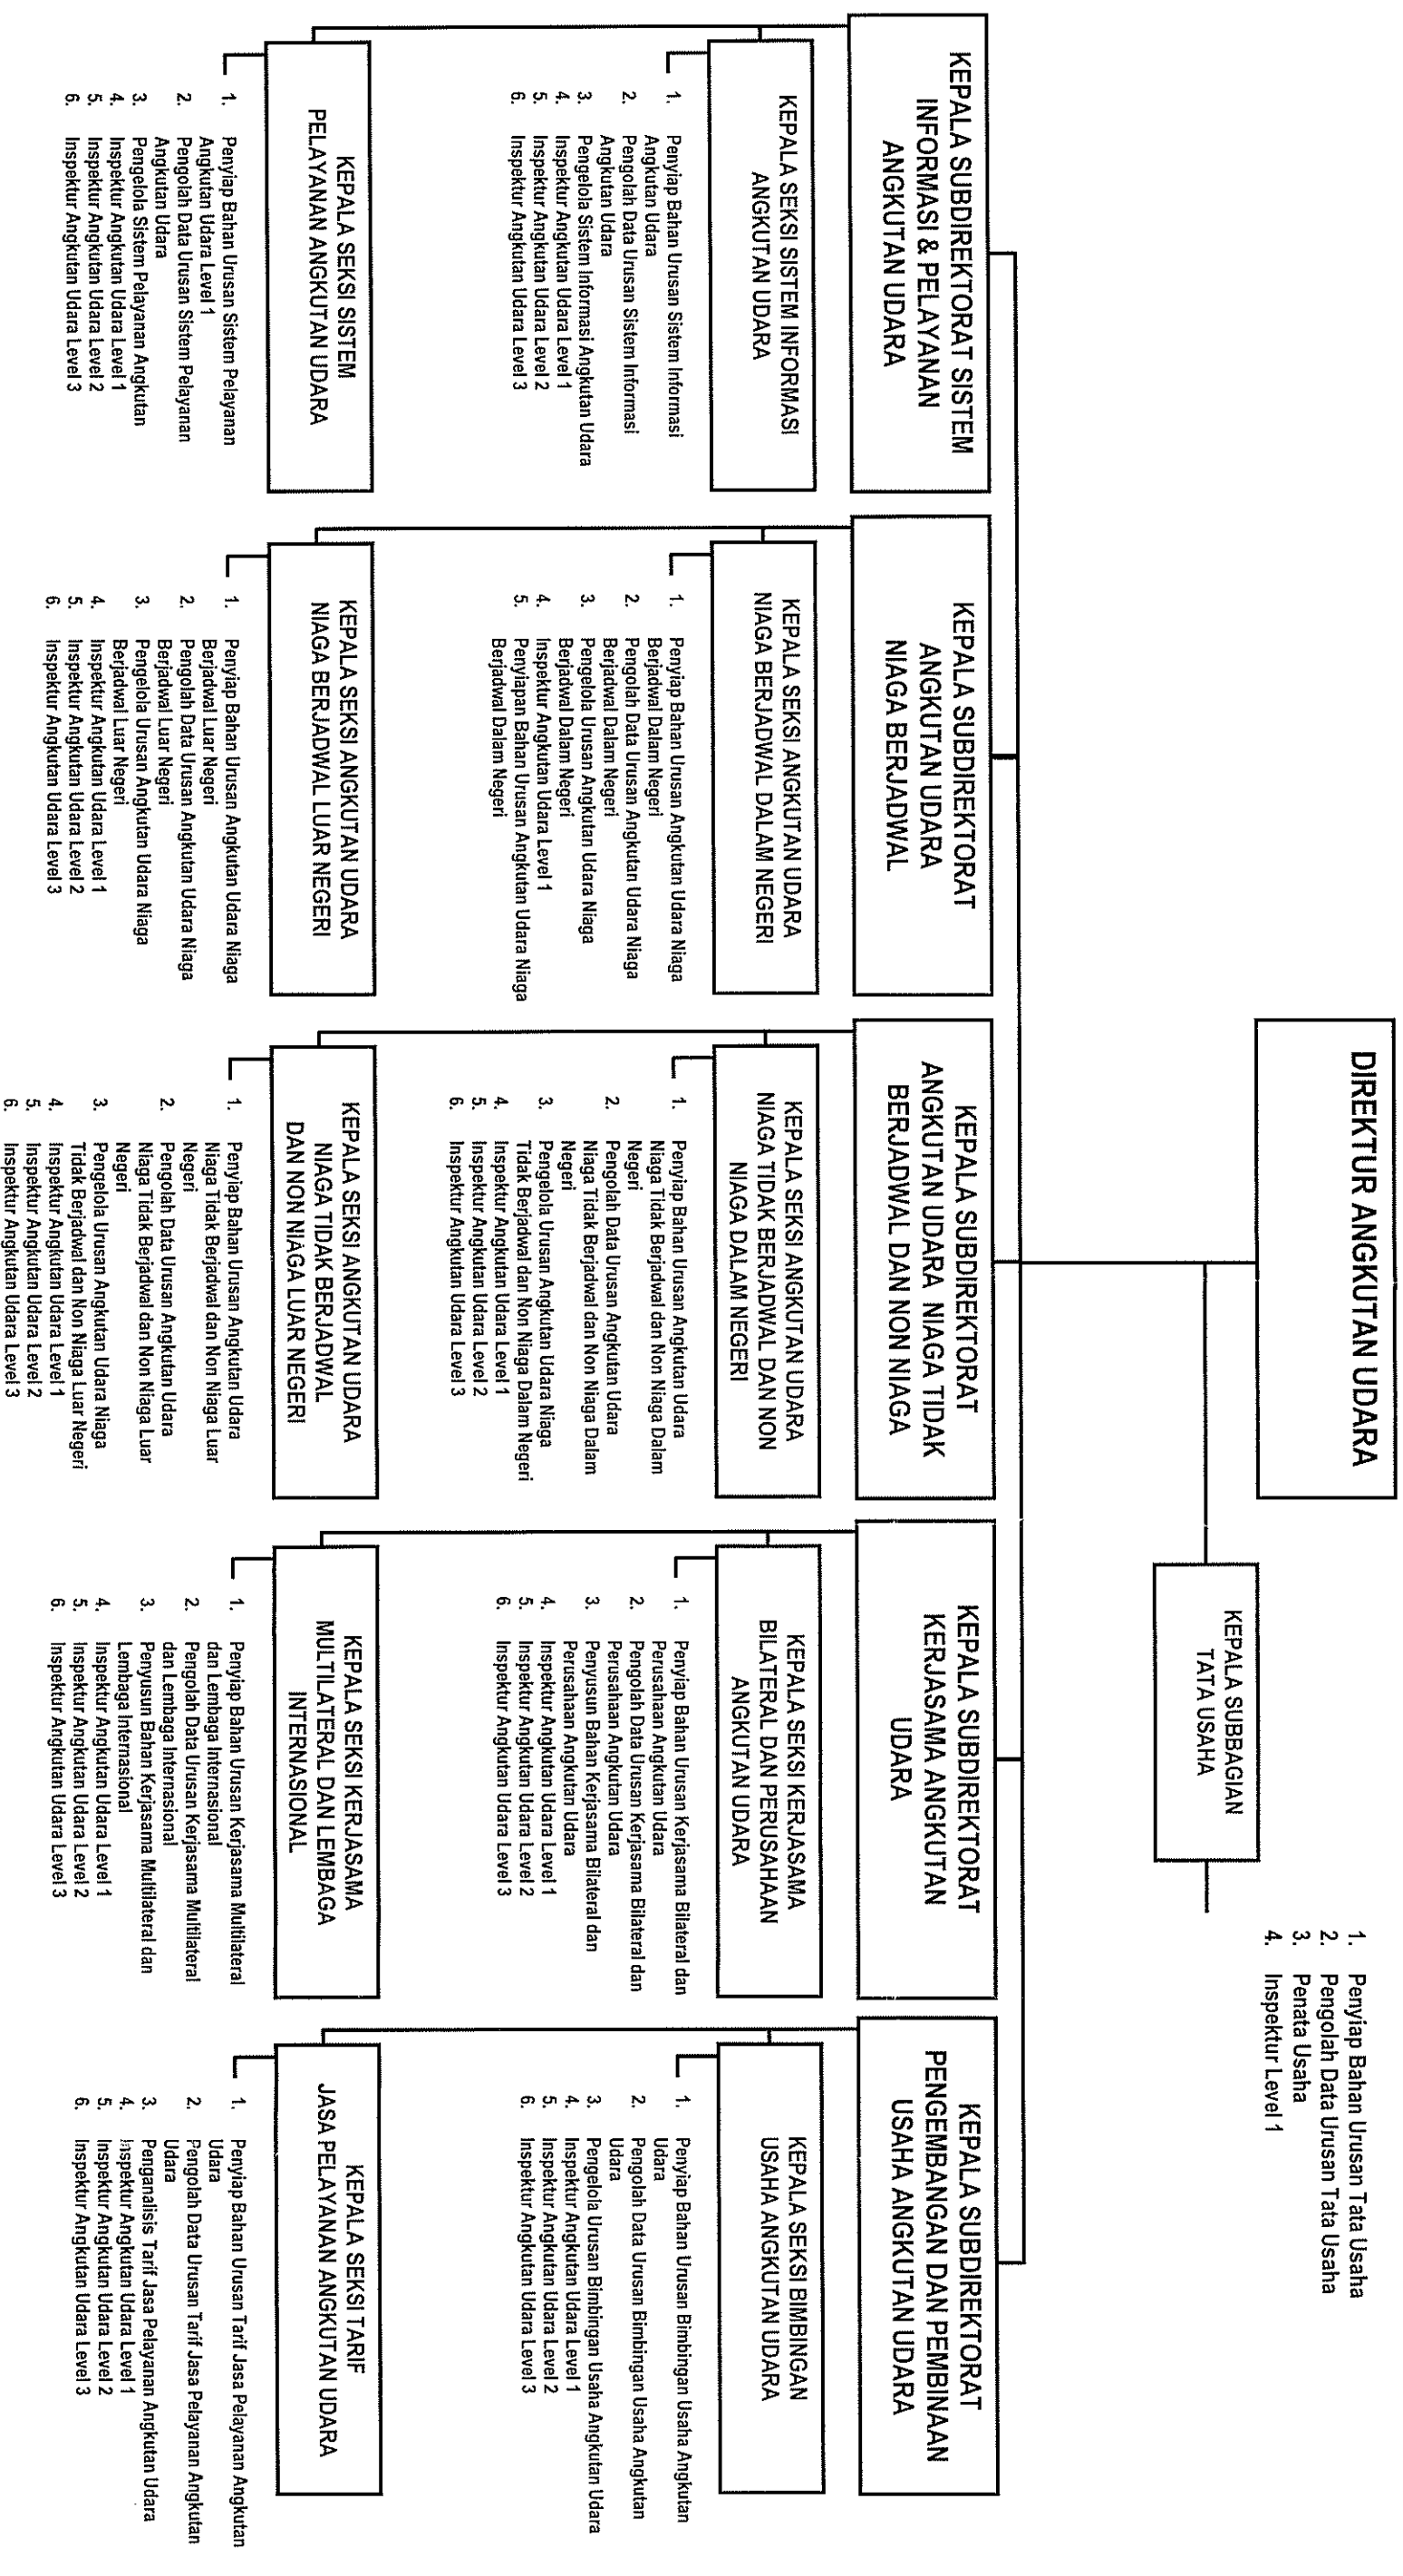 DIREKTUR ANGKUTAN UDARA
KEPALA SUBBAGIAN
TATA USAHA
1. Penyiap Bahan Urusan Tata Usaha
2. Pengolah Data Urusan Tata Usaha
3. Penata Usaha
4. Inspektur Level 1
KEPALA SUBDIREKTORAT SISTEM
INFORMASI & PELAYANAN
ANGKUTAN UDARA
KEPALA SEKSI SISTEM INFORMASI
ANGKUTAN UDARA
1. Penyiap Bahan Urusan Sistem Informasi
Angkutan Udara
2. Pengolah Data Urusan Sistem Informasi
Angkutan Udara
3. Pengelola Sistem Informasi Angkutan Udara
4. Inspektur Angkutan Udara Level 1
5. Inspektur Angkutan Udara Level 2
6. Inspektur Angkutan Udara Level 3
KEPALA SEKSI SISTEM
PELAYANAN ANGKUTAN UDARA
1. Penyiap Bahan Urusan Sistem Pelayanan
Angkutan Udara Level 1
2. Pengolah Data Urusan Sistem Pelayanan
Angkutan Udara
3. Pengelola Sistem Pelayanan Angkutan
4. Inspektur Angkutan Udara Level 1
5. Inspektur Angkutan Udara Level 2
6. Inspektur Angkutan Udara Level 3
KEPALA SUBDIREKTORAT
ANGKUTAN UDARA
NIAGA BERJADWAL
KEPALA SEKSI ANGKUTAN UDARA
NIAGA BERJADWAL DALAM NEGERI
1. Penyiap Bahan Urusan Angkutan Udara Niaga
Berjadwal Dalam Negeri
2. Pengolah Data Urusan Angkutan Udara Niaga
Berjadwal Dalam Negeri
3. Pengelola Urusan Angkutan Udara Niaga
Berjadwal Dalam Negeri
4. Inspektur Angkutan Udara Level 1
5. Penyiapan Bahan Urusan Angkutan Udara Niaga
Berjadwal Dalam Negeri
KEPALA SEKSI ANGKUTAN UDARA
NIAGA BERJADWAL LUAR NEGERI
1. Penyiap Bahan Urusan Angkutan Udara Niaga
Berjadwal Luar Negeri
2. Pengolah Data Urusan Angkutan Udara Niaga
Berjadwal Luar Negeri
3. Pengelola Urusan Angkutan Udara Niaga
Berjadwal Luar Negeri
4. Inspektur Angkutan Udara Level 1
5. Inspektur Angkutan Udara Level 2
6. Inspektur Angkutan Udara Level 3
KEPALA SUBDIREKTORAT
ANGKUTAN UDARA NIAGA TIDAK
BERJADWAL DAN NON NIAGA
KEPALA SEKSI ANGKUTAN UDARA
NIAGA TIDAK BERJADWAL DAN NON
NIAGA DALAM NEGERI
1. Penyiap Bahan Urusan Angkutan Udara
Niaga Tidak Berjadwal dan Non Niaga Dalam
Negeri
2. Pengolah Data Urusan Angkutan Udara
Niaga Tidak Berjadwal dan Non Niaga Dalam
Negeri
3. Pengelola Urusan Angkutan Udara Niaga
Tidak Berjadwal dan Non Niaga Dalam Negeri
4. Inspektur Angkutan Udara Level 1
5. Inspektur Angkutan Udara Level 2
6. Inspektur Angkutan Udara Level 3
KEPALA SEKSI ANGKUTAN UDARA
NIAGA TIDAK BERJADWAL
DAN NON NIAGA LUAR NEGERI
1. Penyiap Bahan Urusan Angkutan Udara
Niaga Tidak Berjadwal dan Non Niaga Luar
Negeri
2. Pengolah Data Urusan Angkutan Udara
Niaga Tidak Berjadwal dan Non Niaga Luar
Negeri
3. Pengelola Urusan Angkutan Udara Niaga
Tidak Berjadwal dan Non Niaga Luar Negeri
4. Inspektur Angkutan Udara Level 1
5. Inspektur Angkutan Udara Level 2
6. Inspektur Angkutan Udara Level 3
KEPALA SUBDIREKTORAT
KERJASAMA ANGKUTAN
UDARA
KEPALA SEKSI KERJASAMA
BILATERAL DAN PERUSAHAAN
ANGKUTAN UDARA
1. Penyiap Bahan Urusan Kerjasama Bilateral dan
Perusahaan Angkutan Udara
2. Pengolah Data Urusan Kerjasama Bilateral dan
Perusahaan Angkutan Udara
3. Penyusun Bahan Kerjasama Bilateral dan
Perusahaan Angkutan Udara
4. Inspektur Angkutan Udara Level 1
5. Inspektur Angkutan Udara Level 2
6. Inspektur Angkutan Udara Level 3
KEPALA SEKSI KERJASAMA
MULTILATERAL DAN LEMBAGA
INTERNASIONAL
1. Penyiap Bahan Urusan Kerjasama Multilateral
dan Lembaga Internasional
2. Pengolah Data Urusan Kerjasama Multilateral
dan Lembaga Internasional
3. Penyusun Bahan Kerjasama Multilateral dan
Lembaga Internasional
4. Inspektur Angkutan Udara Level 1
5. Inspektur Angkutan Udara Level 2
6. Inspektur Angkutan Udara Level 3
KEPALA SUBDIREKTORAT
PENGEMBANGAN DAN PEMBINAAN
USAHA ANGKUTAN UDARA
KEPALA SEKSI BIMBINGAN
USAHA ANGKUTAN UDARA
1. Penyiap Bahan Urusan Bimbingan Usaha Angkutan
Udara
2. Pengolah Data Urusan Bimbingan Usaha Angkutan
Udara
3. Pengelola Urusan Bimbingan Usaha Angkutan Udara
4. Inspektur Angkutan Udara Level 1
5. Inspektur Angkutan Udara Level 2
6. Inspektur Angkutan Udara Level 3
KEPALA SEKSI TARIF
JASA PELAYANAN ANGKUTAN UDARA
1. Penyiap Bahan Urusan Tarif Jasa Pelayanan Angkutan
Udara
2. Pengolah Data Urusan Tarif Jasa Pelayanan Angkutan
Udara
3. Penganalisis Tarif Jasa Pelayanan Angkutan Udara
4. Inspektur Angkutan Udara Level 1
5. Inspektur Angkutan Udara Level 2
6. Inspektur Angkutan Udara Level 3